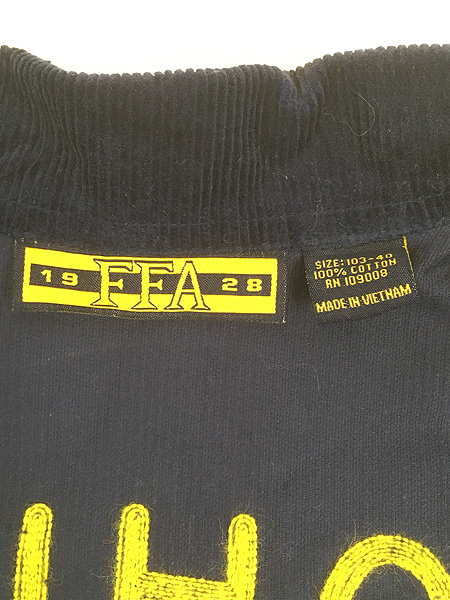 19 FFA 28
SIZE: 103-40
100% COTTON
RN 109008
MADE IN VIETNAM